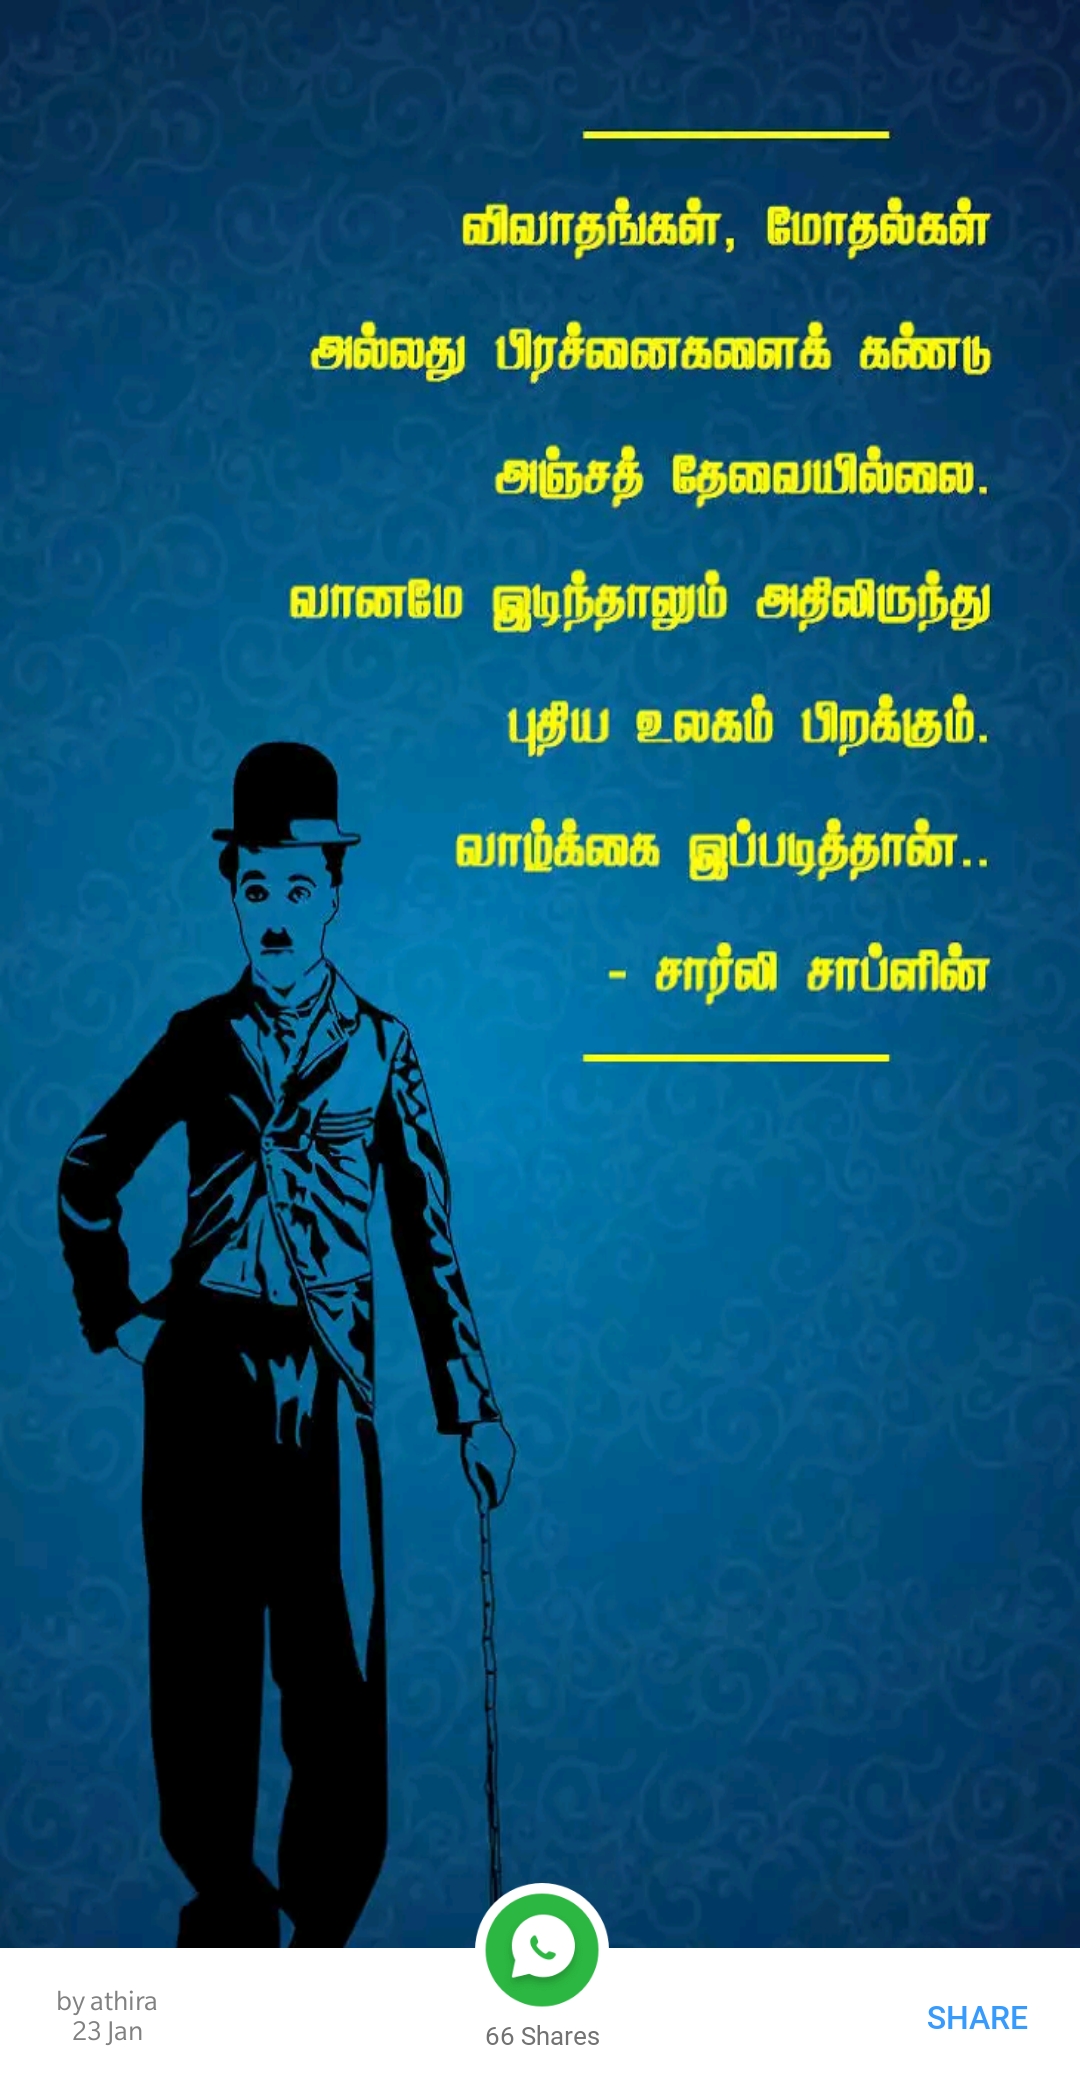 விவாதங்கள், மோதல்கள்
அல்லது பிரச்னைகளைக் கண்டு
அஞ்சத் தேவையில்லை.
வானமே இடிந்தாலும் அதிலிருந்து
புதிய உலகம் பிறக்கும்.
வாழ்க்கை இப்படித்தான்..
- சார்லி சாப்ளின்
by athira
23 Jan
66 Shares
SHARE